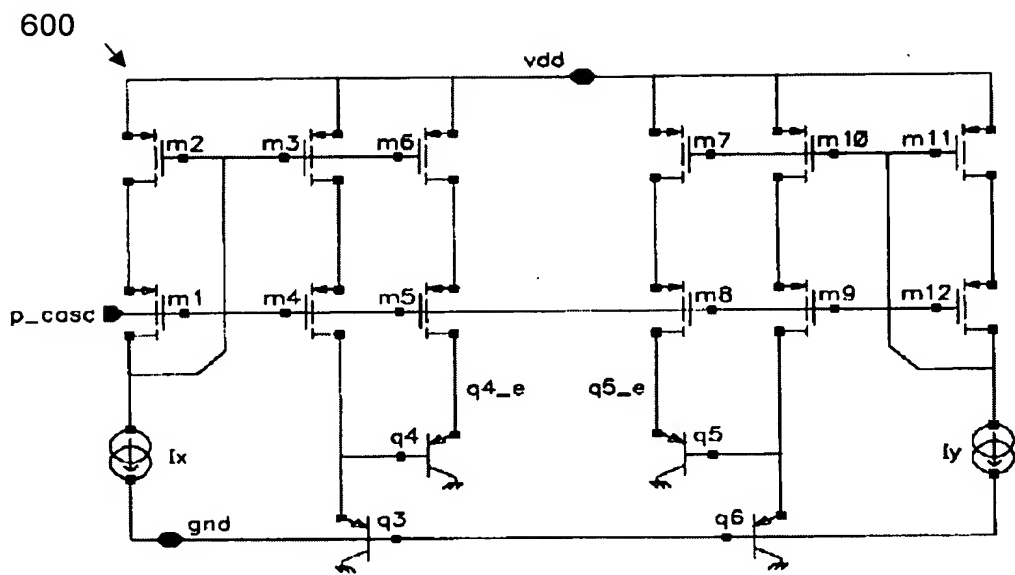 600
vdd
m2 m3 m6 m7 m10 m11
p_casc m1 m4 m5 m8 m9 m12
q4_e q5_e
Ix q4 q5 Iy
gnd q3 q6